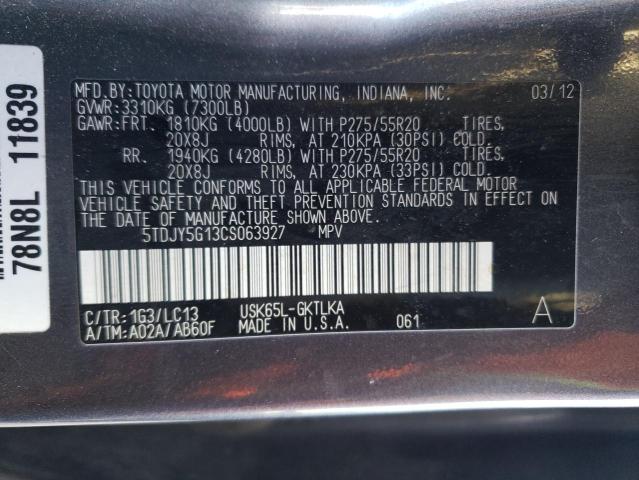 MFD.BY:TOYOTA MOTOR MANUFACTURING, INDIANA, INC. 03/12
GVWR:3310KG (7300LB)
GAWR:FRT. 1810KG (4000LB) WITH P275/55R20 TIRES,
20X8J RIMS, AT 210KPA (30PSI) COLD.
RR. 1940KG (4280LB) WITH P275/55R20 TIRES,
20X8J RIMS, AT 230KPA (33PSI) COLD.
THIS VEHICLE CONFORMS TO ALL APPLICABLE FEDERAL MOTOR
VEHICLE SAFETY AND THEFT PREVENTION STANDARDS IN EFFECT
ON THE DATE OF MANUFACTURE SHOWN ABOVE.
5TDJY5G13CS063927 MPV
C/TR:1G3/LC13 USK65L-GKTLKA
A/TM:A02A/AB60F MADE IN U.S.A. 061 A
78N8L 11839